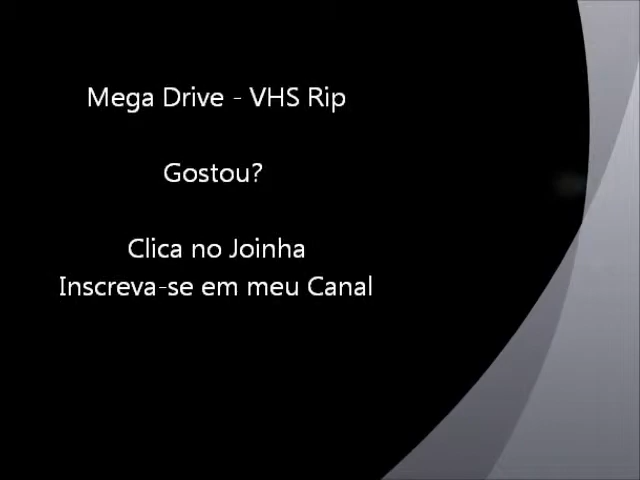 Mega Drive - VHS Rip
Gostou?
Clica no Joinha
Inscreva-se em meu Canal